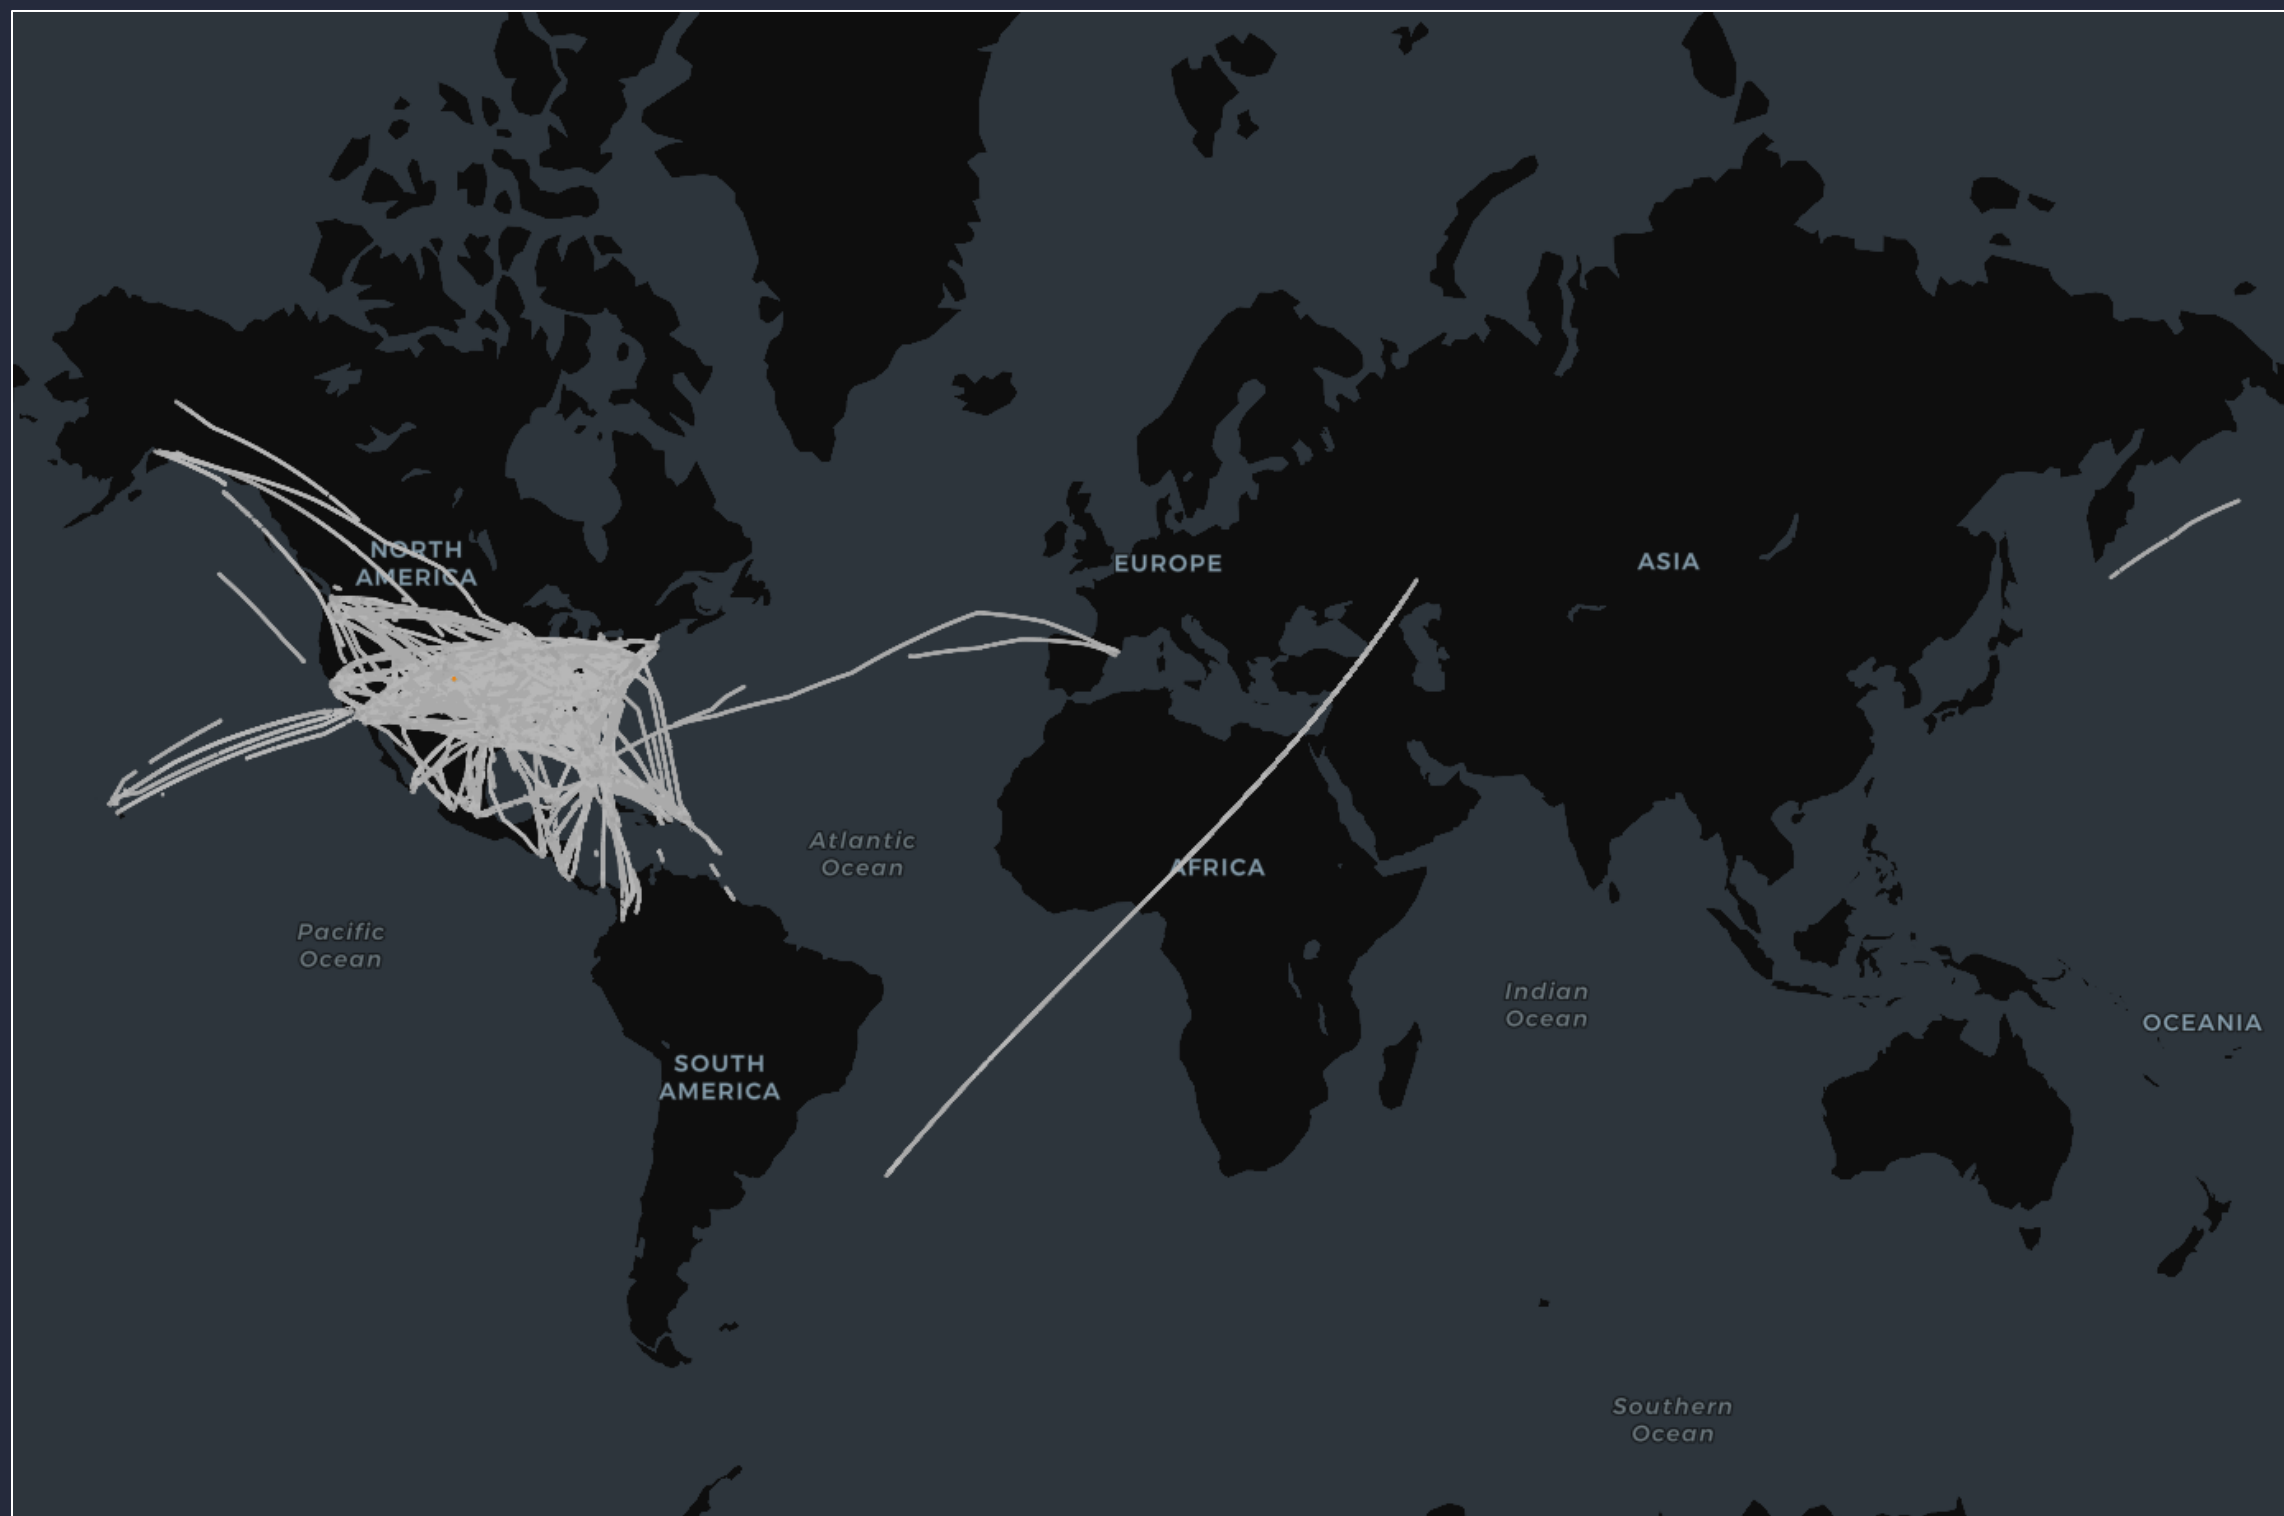 NORTH
AMERICA
EUROPE
ASIA
Atlantic
Ocean
AFRICA
Pacific
Ocean
Indian
Ocean
OCEANIA
SOUTH
AMERICA
Southern
Ocean